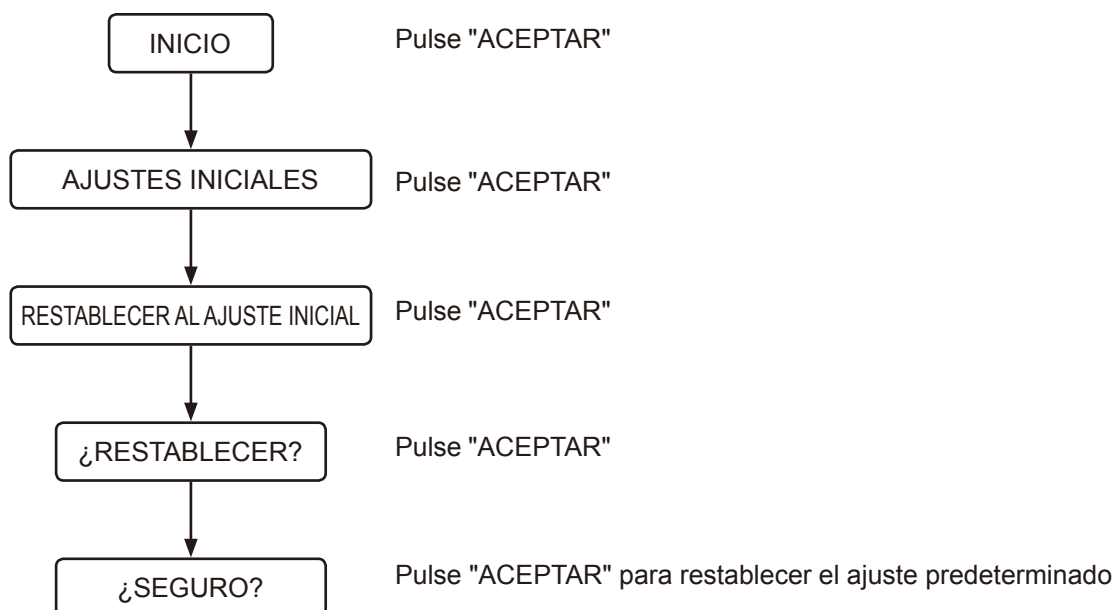 INICIO
Pulse "ACEPTAR"
AJUSTES INICIALES
Pulse "ACEPTAR"
RESTABLECER AL AJUSTE INICIAL
Pulse "ACEPTAR"
¿RESTABLECER?
Pulse "ACEPTAR"
¿SEGURO?
Pulse "ACEPTAR" para restablecer el ajuste predeterminado